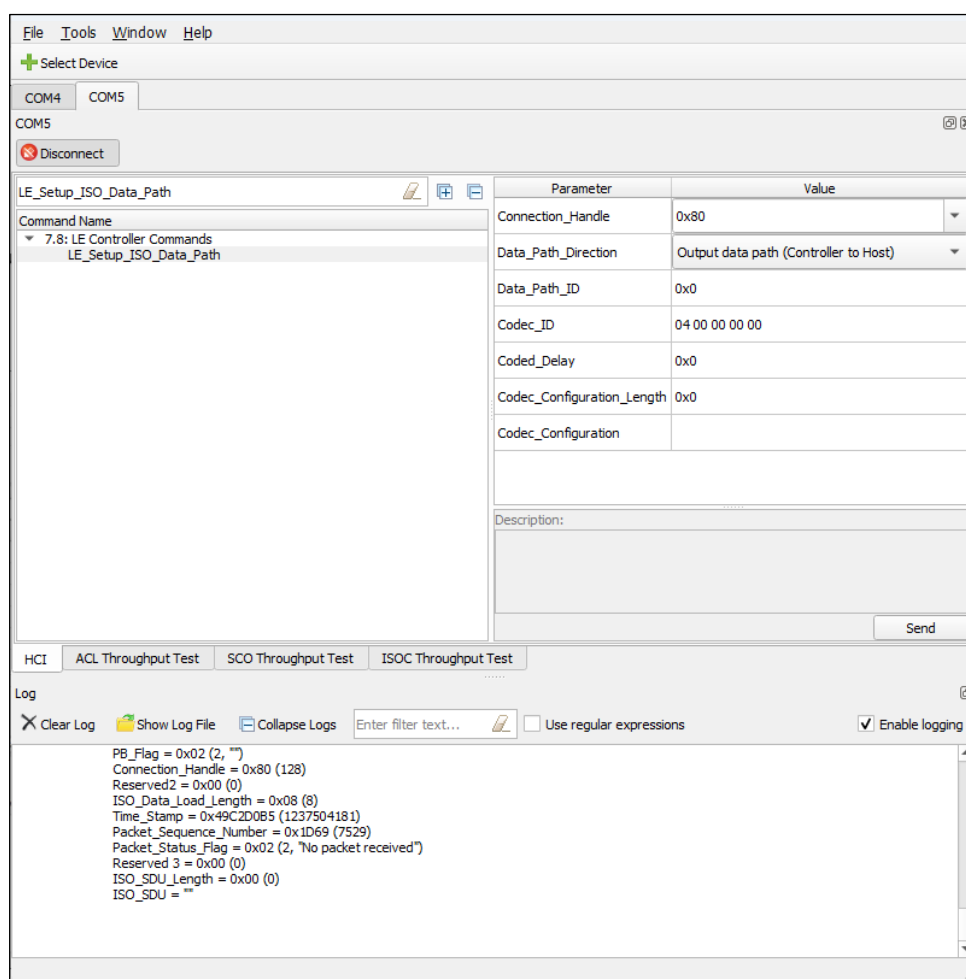 File Tools Window Help
Select Device
COM4 COM5
COM5
Disconnect
LE_Setup_ISO_Data_Path
Command Name
7.8: LE Controller Commands
LE_Setup_ISO_Data_Path
Parameter Value
Connection_Handle 0x80
Data_Path_Direction Output data path (Controller to Host)
Data_Path_ID 0x0
Codec_ID 04 00 00 00 00
Coded_Delay 0x0
Codec_Configuration_Length 0x0
Codec_Configuration
Description:
Send
HCI ACL Throughput Test SCO Throughput Test ISOC Throughput Test
Log
Clear Log Show Log File Collapse Logs Enter filter text... Use regular expressions Enable logging
PB_Flag = 0x02 (2, "")
Connection_Handle = 0x80 (128)
Reserved2 = 0x00 (0)
ISO_Data_Load_Length = 0x08 (8)
Time_Stamp = 0x49C2D0B5 (1237504181)
Packet_Sequence_Number = 0x1D69 (7529)
Packet_Status_Flag = 0x02 (2, "No packet received")
Reserved 3 = 0x00 (0)
ISO_SDU_Length = 0x00 (0)
ISO_SDU = ""